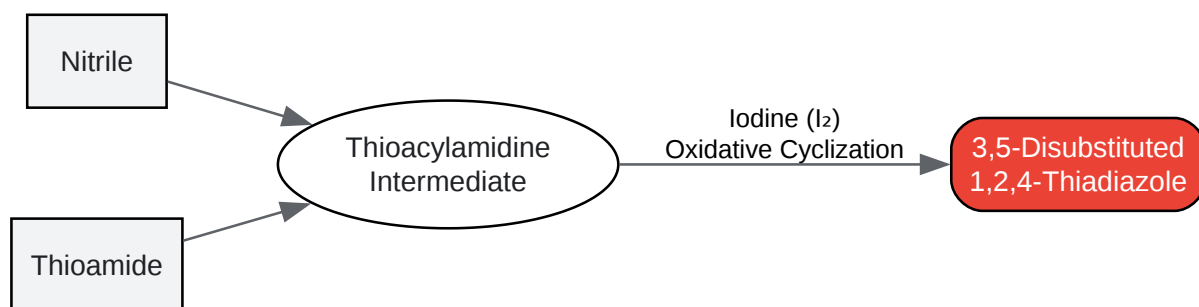 Nitrile
Thioamide
Thioacylamidine
Intermediate
Iodine (I₂)
Oxidative Cyclization
3,5-Disubstituted
1,2,4-Thiadiazole